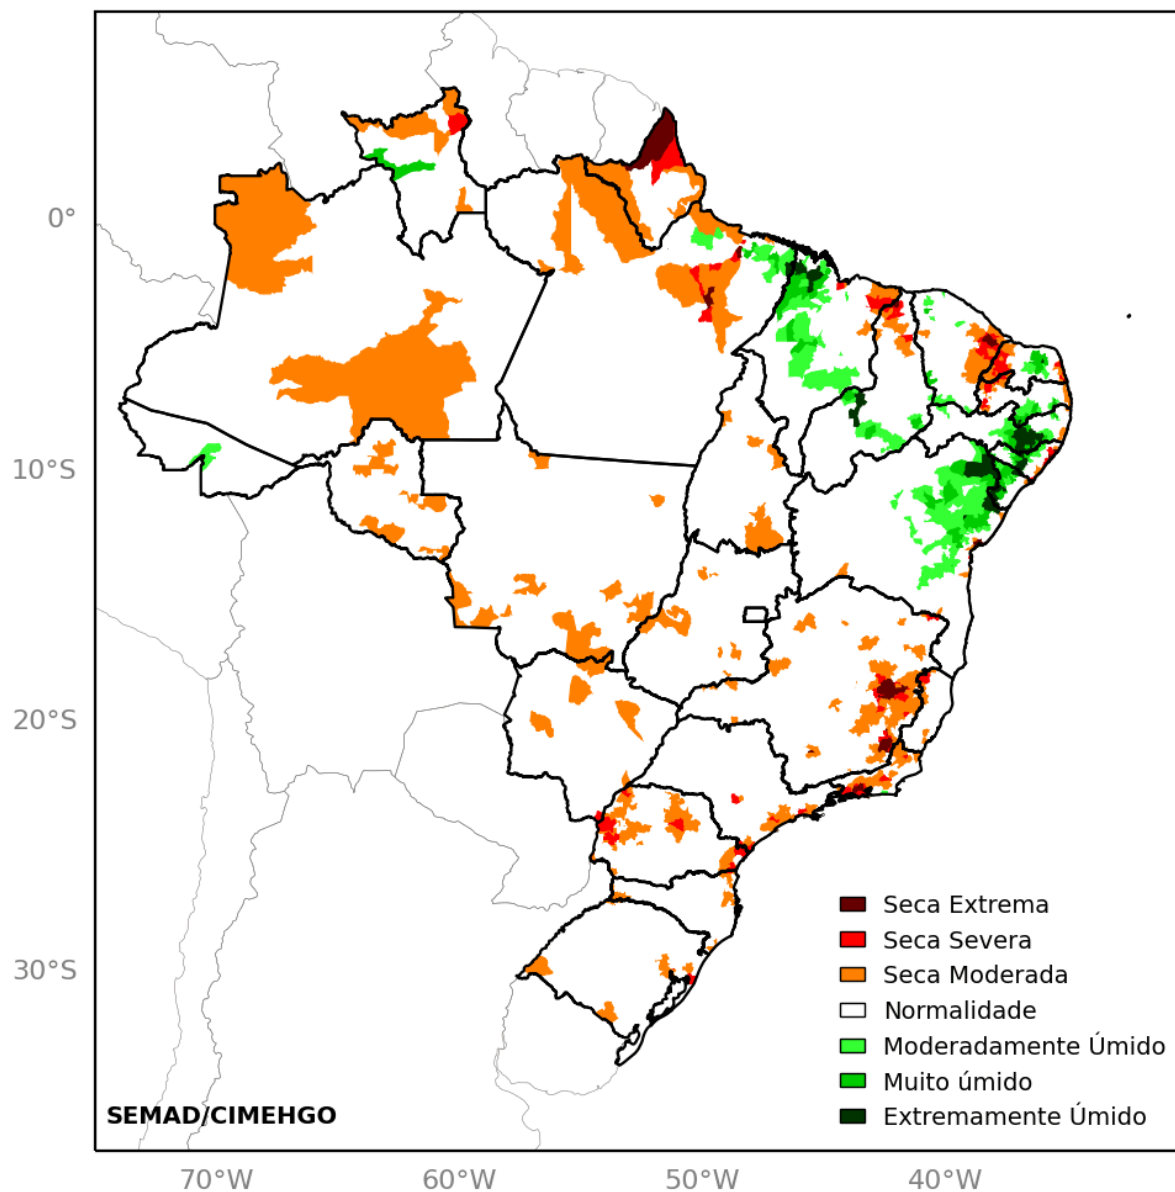 0°
10°S
20°S
30°S
Seca Extrema
Seca Severa
Seca Moderada
Normalidade
Moderadamente Úmido
Muito úmido
Extremamente Úmido
SEMAD/CIMEHGO
70°W 60°W 50°W 40°W